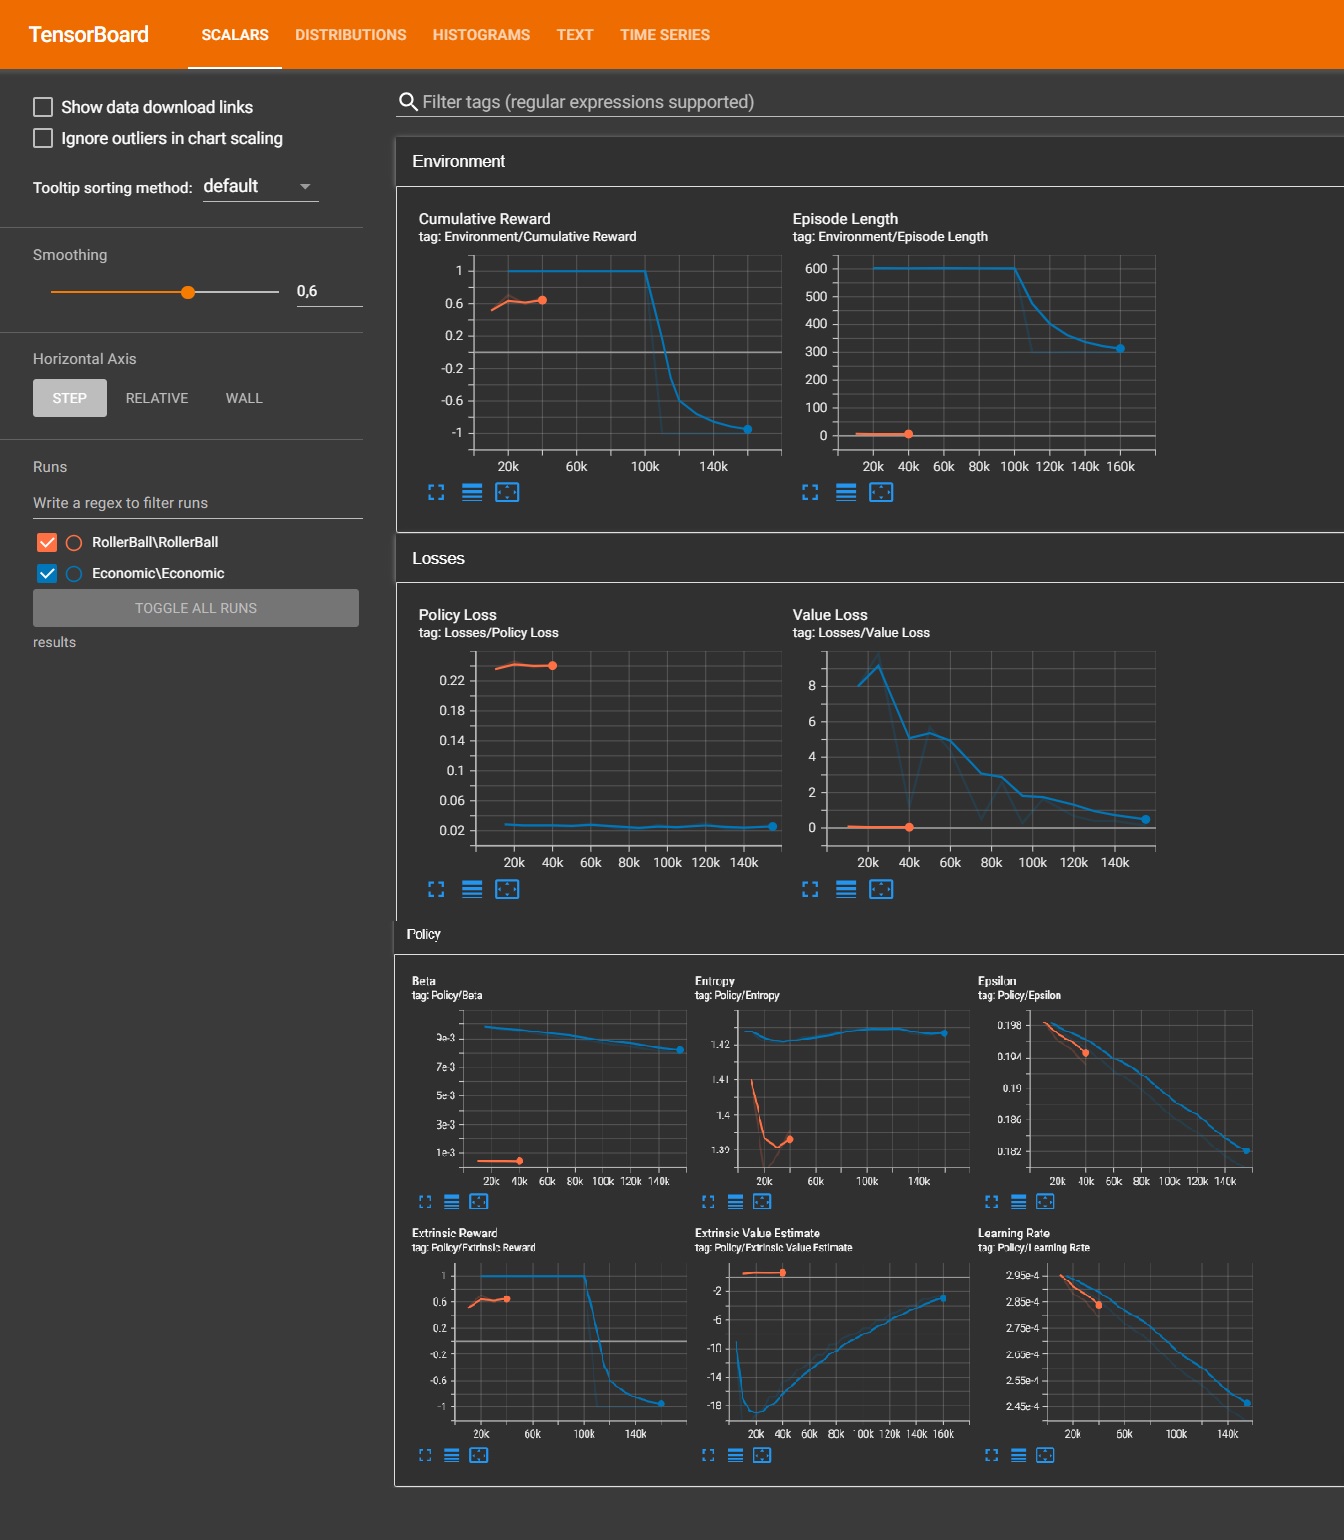 TensorBoard SCALARS DISTRIBUTIONS HISTOGRAMS TEXT TIME SERIES
Show data download links
Ignore outliers in chart scaling
Tooltip sorting method: default
Smoothing
0,6
Horizontal Axis
STEP RELATIVE WALL
Runs
Write a regex to filter runs
RollerBall\RollerBall
Economic\Economic
TOGGLE ALL RUNS
results
Filter tags (regular expressions supported)
Environment
Cumulative Reward
tag: Environment/Cumulative Reward
1
0.6
0.2
-0.2
-0.6
-1
20k 60k 100k 140k
Episode Length
tag: Environment/Episode Length
600
500
400
300
200
100
0
20k 40k 60k 80k 100k 120k 140k 160k
Losses
Policy Loss
tag: Losses/Policy Loss
0.22
0.18
0.14
0.1
0.06
0.02
20k 40k 60k 80k 100k 120k 140k
Value Loss
tag: Losses/Value Loss
8
6
4
2
0
20k 40k 60k 80k 100k 120k 140k
Policy
Beta
tag: Policy/Beta
9e-3
7e-3
5e-3
3e-3
1e-3
20k 40k 60k 80k 100k 120k 140k
Entropy
tag: Policy/Entropy
1.42
1.41
1.4
1.39
20k 60k 100k 140k
Epsilon
tag: Policy/Epsilon
0.198
0.194
0.19
0.186
0.182
20k 40k 60k 80k 100k 120k 140k
Extrinsic Reward
tag: Policy/Extrinsic Reward
1
0.6
0.2
-0.2
-0.6
-1
20k 60k 100k 140k
Extrinsic Value Estimate
tag: Policy/Extrinsic Value Estimate
-2
-6
-10
-14
-18
20k 40k 60k 80k 100k 120k 140k 160k
Learning Rate
tag: Policy/Learning Rate
2.95e-4
2.85e-4
2.75e-4
2.65e-4
2.55e-4
2.45e-4
20k 60k 100k 140k